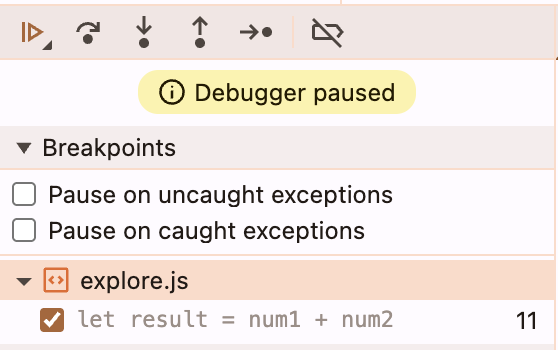 Debugger paused
Breakpoints
Pause on uncaught exceptions
Pause on caught exceptions
explore.js
let result = num1 + num2 11